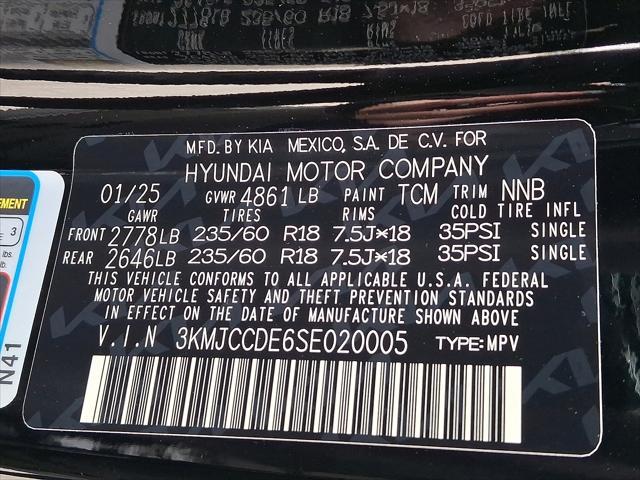 MFD. BY KIA MEXICO, S.A. DE C.V. FOR
HYUNDAI MOTOR COMPANY
01/25 GVWR 4861 LB PAINT TCM TRIM NNB
GAWR TIRES RIMS COLD TIRE INFL
FRONT 2778LB 235/60 R18 7.5J×18 35PSI SINGLE
REAR 2646LB 235/60 R18 7.5J×18 35PSI SINGLE
THIS VEHICLE CONFORMS TO ALL APPLICABLE U.S.A. FEDERAL
MOTOR VEHICLE SAFETY AND THEFT PREVENTION STANDARDS
IN EFFECT ON THE DATE OF MANUFACTURE SHOWN ABOVE
V.I.N 3KMJCCDE6SE020005 TYPE:MPV
3
lbs.
N41